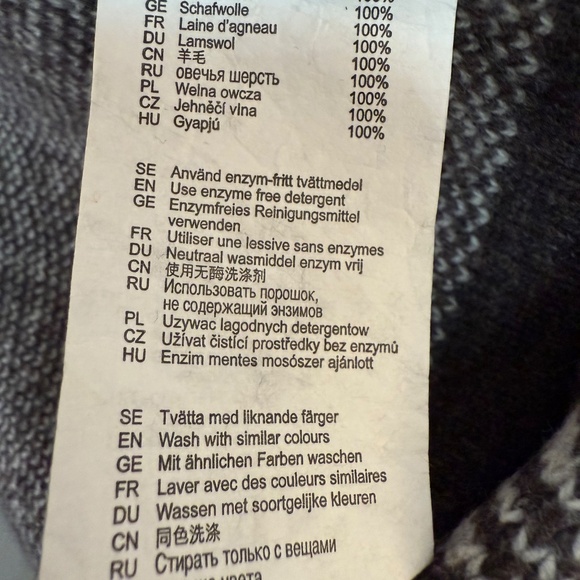 100%
GE Schafwolle 100%
FR Laine d'agneau 100%
DU Lamswol 100%
CN 羊毛 100%
RU овечья шерсть 100%
PL Welna owcza 100%
CZ Jehněčí vlna 100%
HU Gyapjú 100%
SE Använd enzym-fritt tvättmedel
EN Use enzyme free detergent
GE Enzymfreies Reinigungsmittel
verwenden
FR Utiliser une lessive sans enzymes
DU Neutraal wasmiddel enzym vrij
CN 使用无酶洗涤剂
RU Использовать порошок,
не содержащий энзимов
PL Uzywac lagodnych detergentow
CZ Užívat čistící prostředky bez enzymů
HU Enzim mentes mosószer ajánlott
SE Tvätta med liknande färger
EN Wash with similar colours
GE Mit ähnlichen Farben waschen
FR Laver avec des couleurs similaires
DU Wassen met soortgelijke kleuren
CN 同色洗涤
RU Стирать только с вещами
цвета